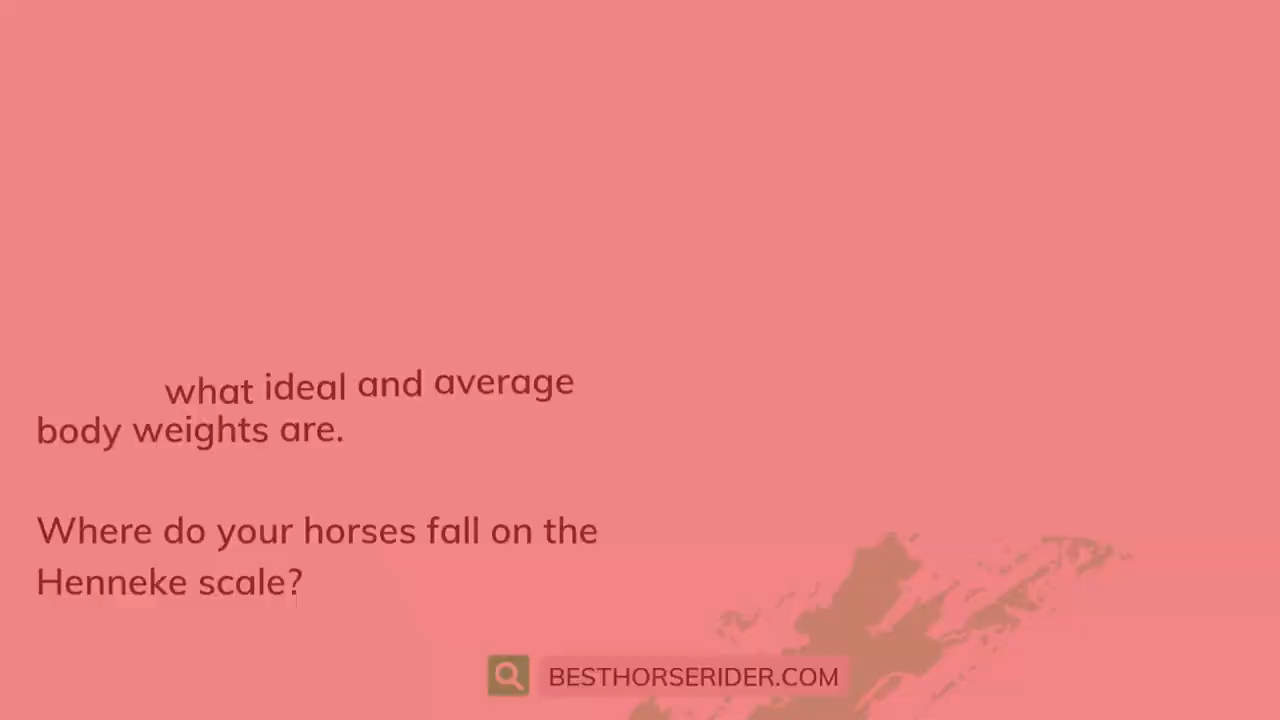 what ideal and average
body weights are.
Where do your horses fall on the
Henneke scale?
BESTHORSERIDER.COM